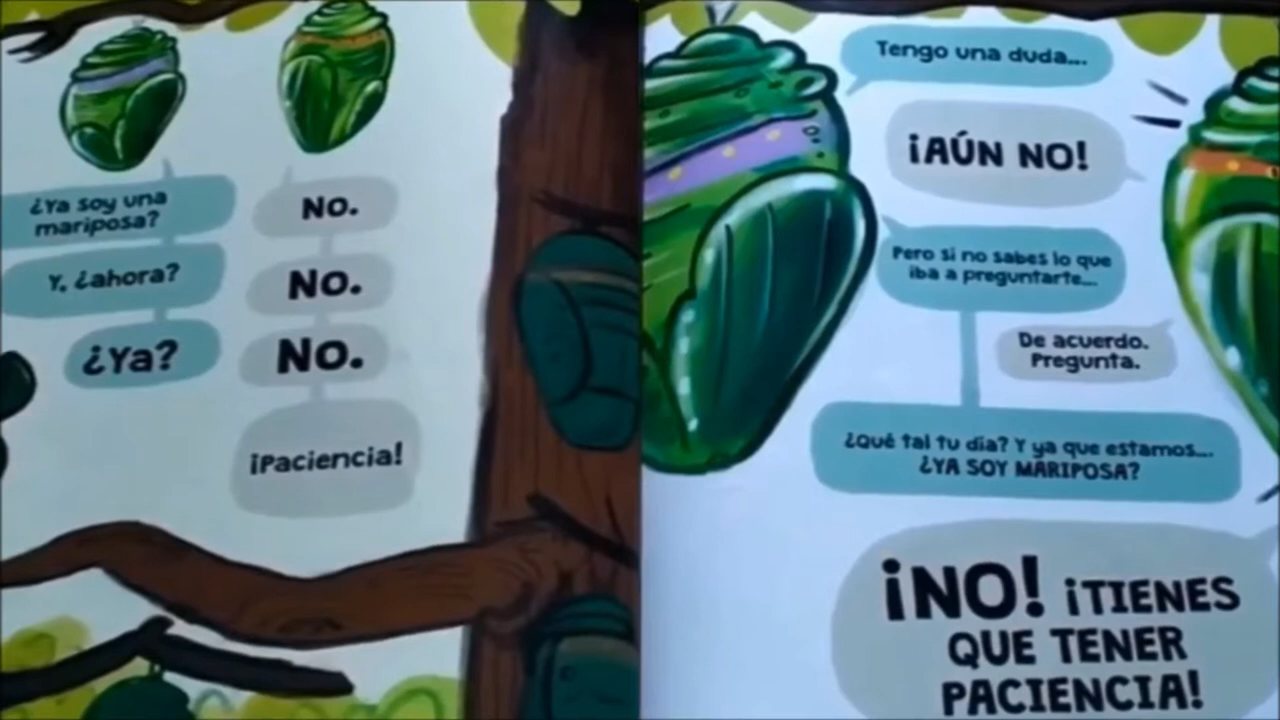 ¿Ya soy una
mariposa?
No.
Y, ¿ahora?
No.
¿Ya?
No.
¡Paciencia!
Tengo una duda...
¡AÚN NO!
Pero si no sabes lo que
iba a preguntarte...
De acuerdo.
Pregunta.
¿Qué tal tu día? Y ya que estamos...
¿YA SOY MARIPOSA?
¡NO! ¡TIENES
QUE TENER
PACIENCIA!